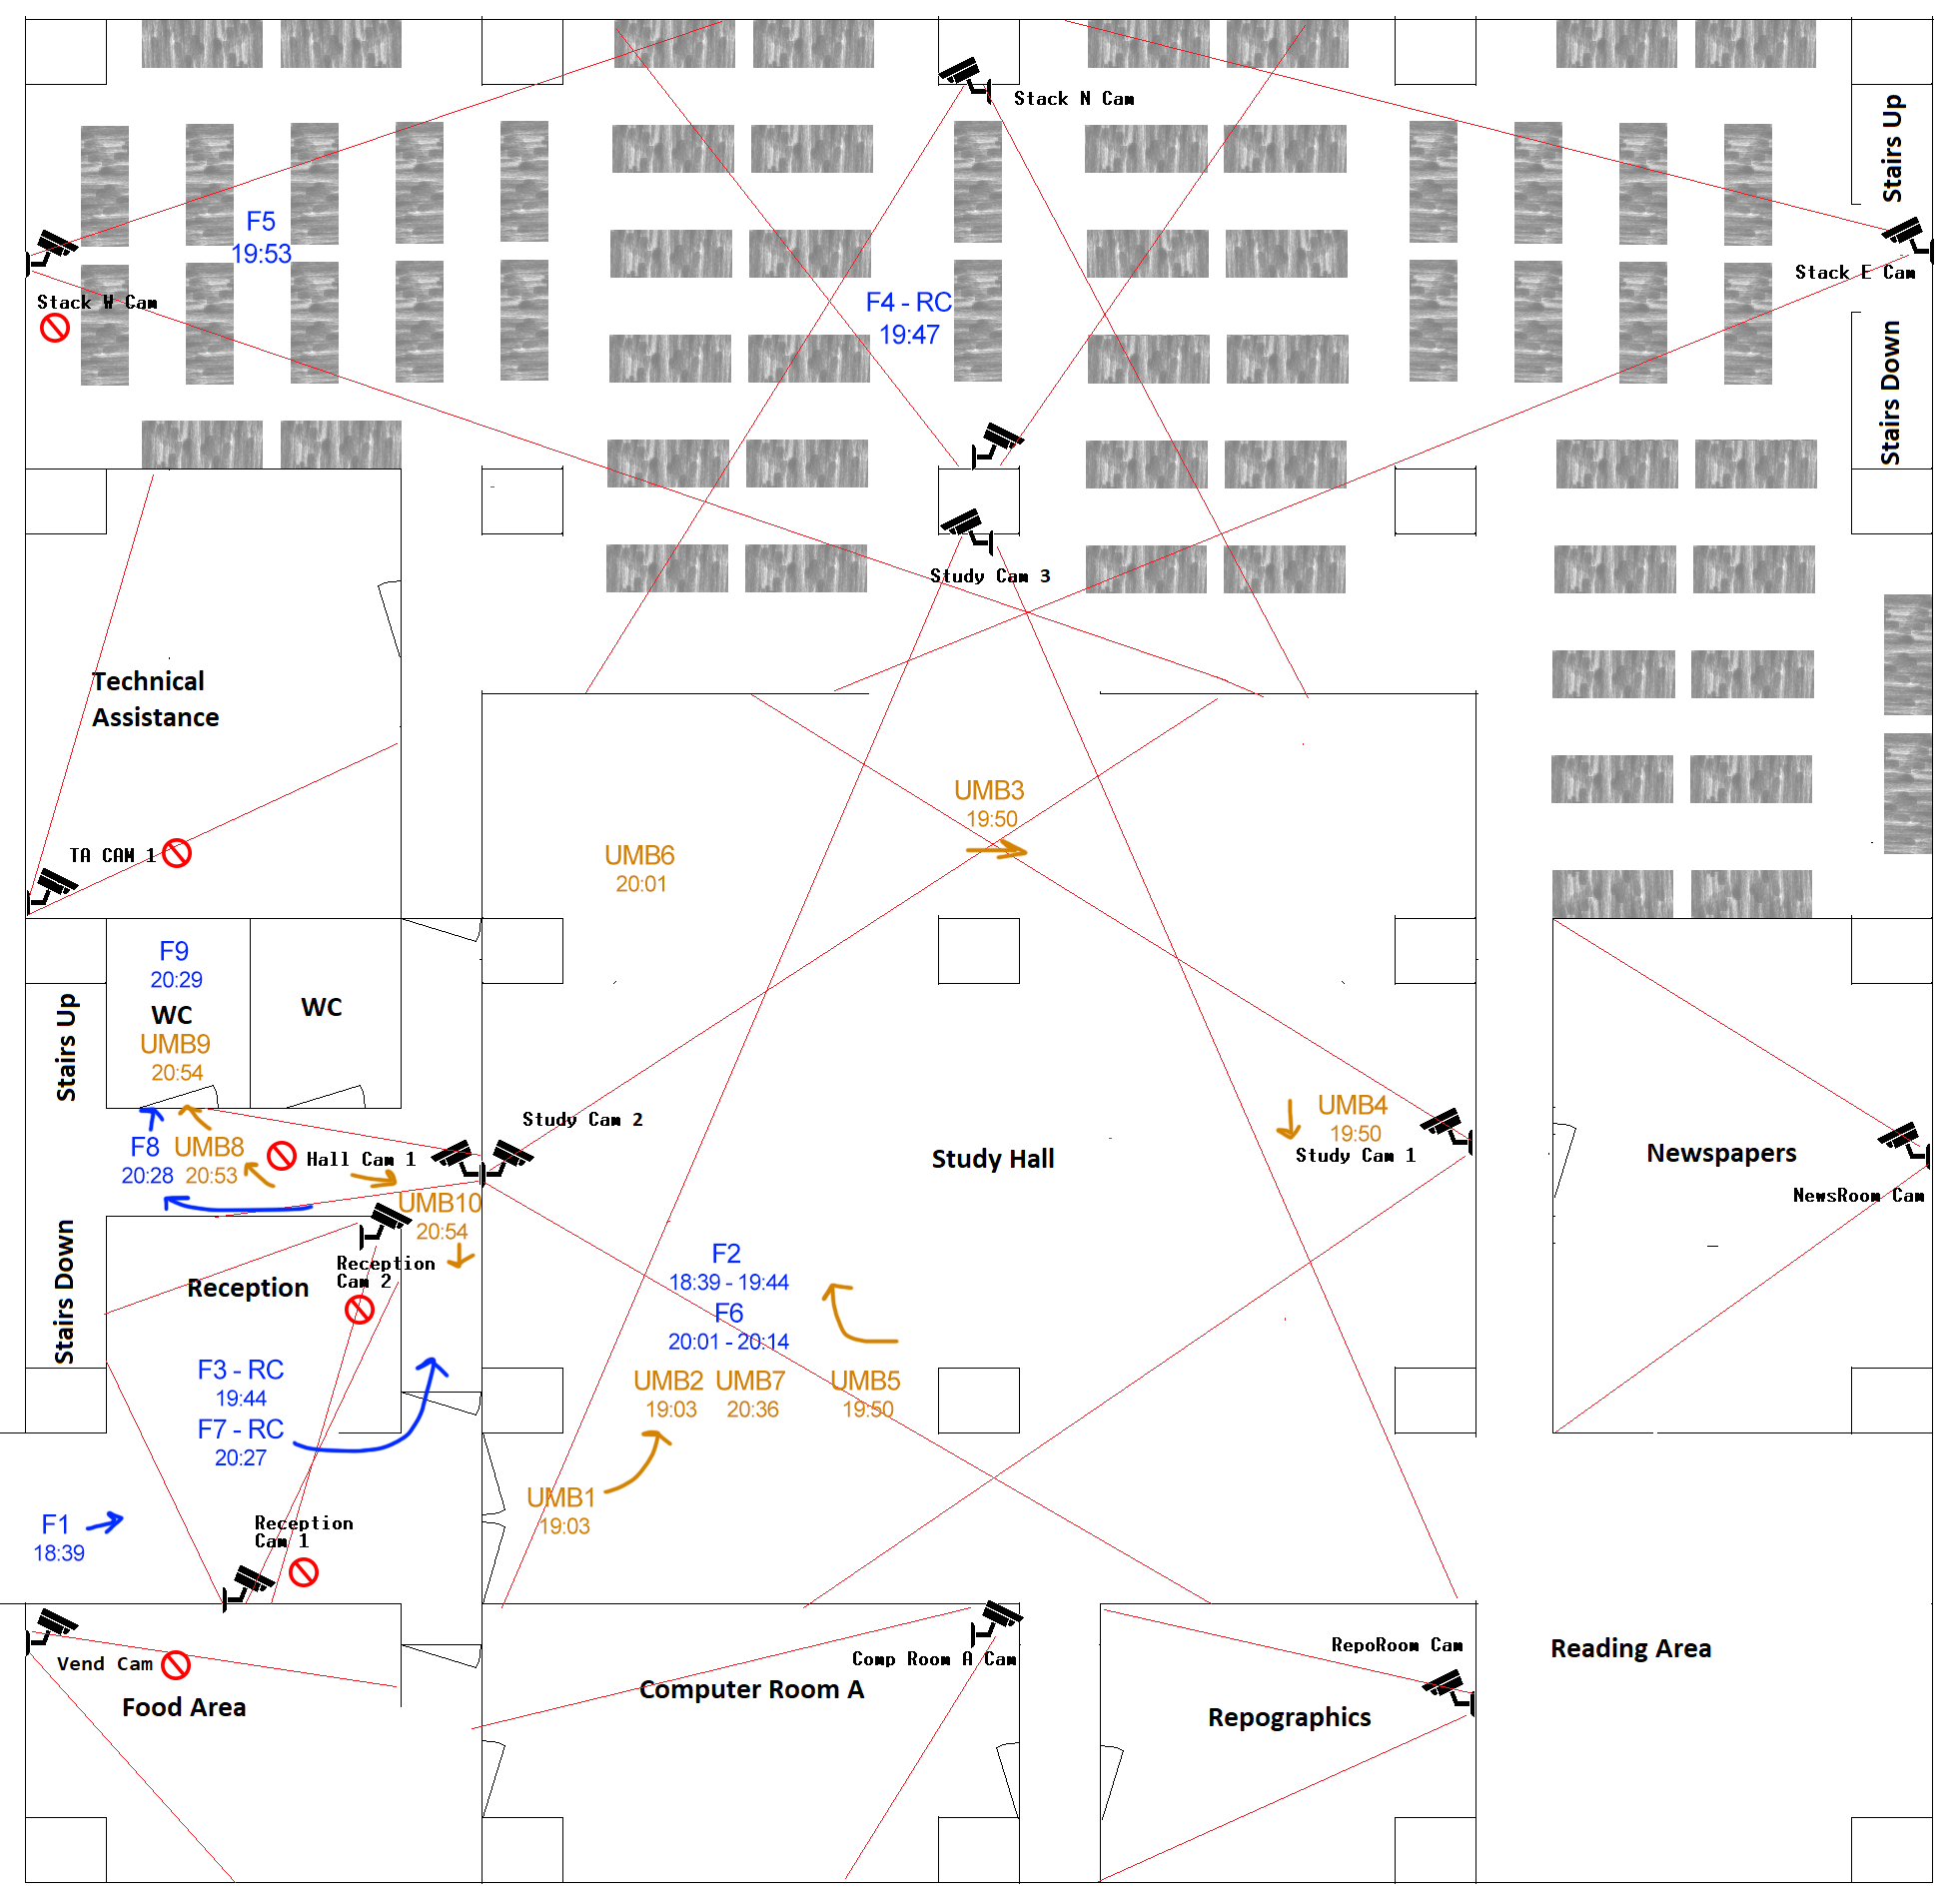 Stack N Cam
Stairs Up
F5
19:53
Stack W Cam
F4 - RC
19:47
Stack E Cam
Stairs Down
Study Cam 3
Technical
Assistance
TA CAM 1
UMB3
19:50
UMB6
20:01
F9
20:29
WC
UMB9
20:54
WC
Stairs Up
Study Cam 2
F8
20:28
UMB8
20:53
Hall Cam 1
UMB10
20:54
Study Hall
UMB4
19:50
Study Cam 1
Newspapers
NewsRoom Cam
Stairs Down
Reception
Reception
Cam 2
F2
18:39 - 19:44
F6
20:01 - 20:14
F3 - RC
19:44
F7 - RC
20:27
UMB2
19:03
UMB7
20:36
UMB5
19:50
UMB1
19:03
F1
18:39
Reception
Cam 1
Vend Cam
Food Area
Comp Room A Cam
Computer Room A
RepoRoom Cam
Repographics
Reading Area